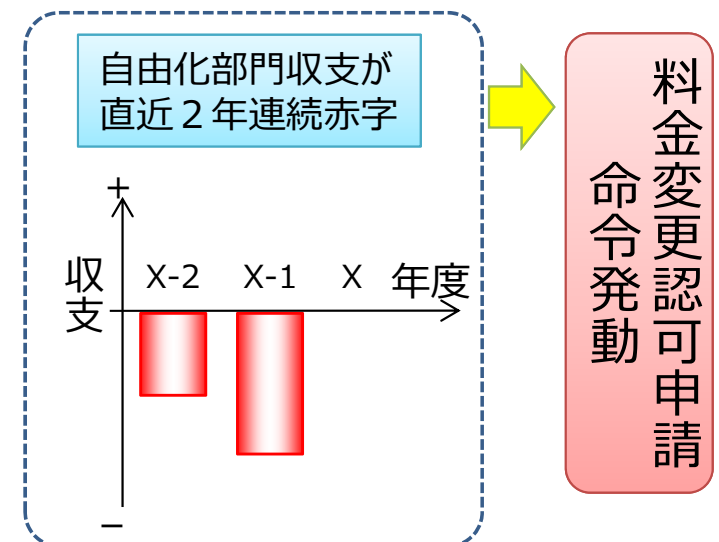 自由化部門収支が
直近２年連続赤字
+
収支
X-2
X-1
X
年度
−
料金変更認可申請
命令発動